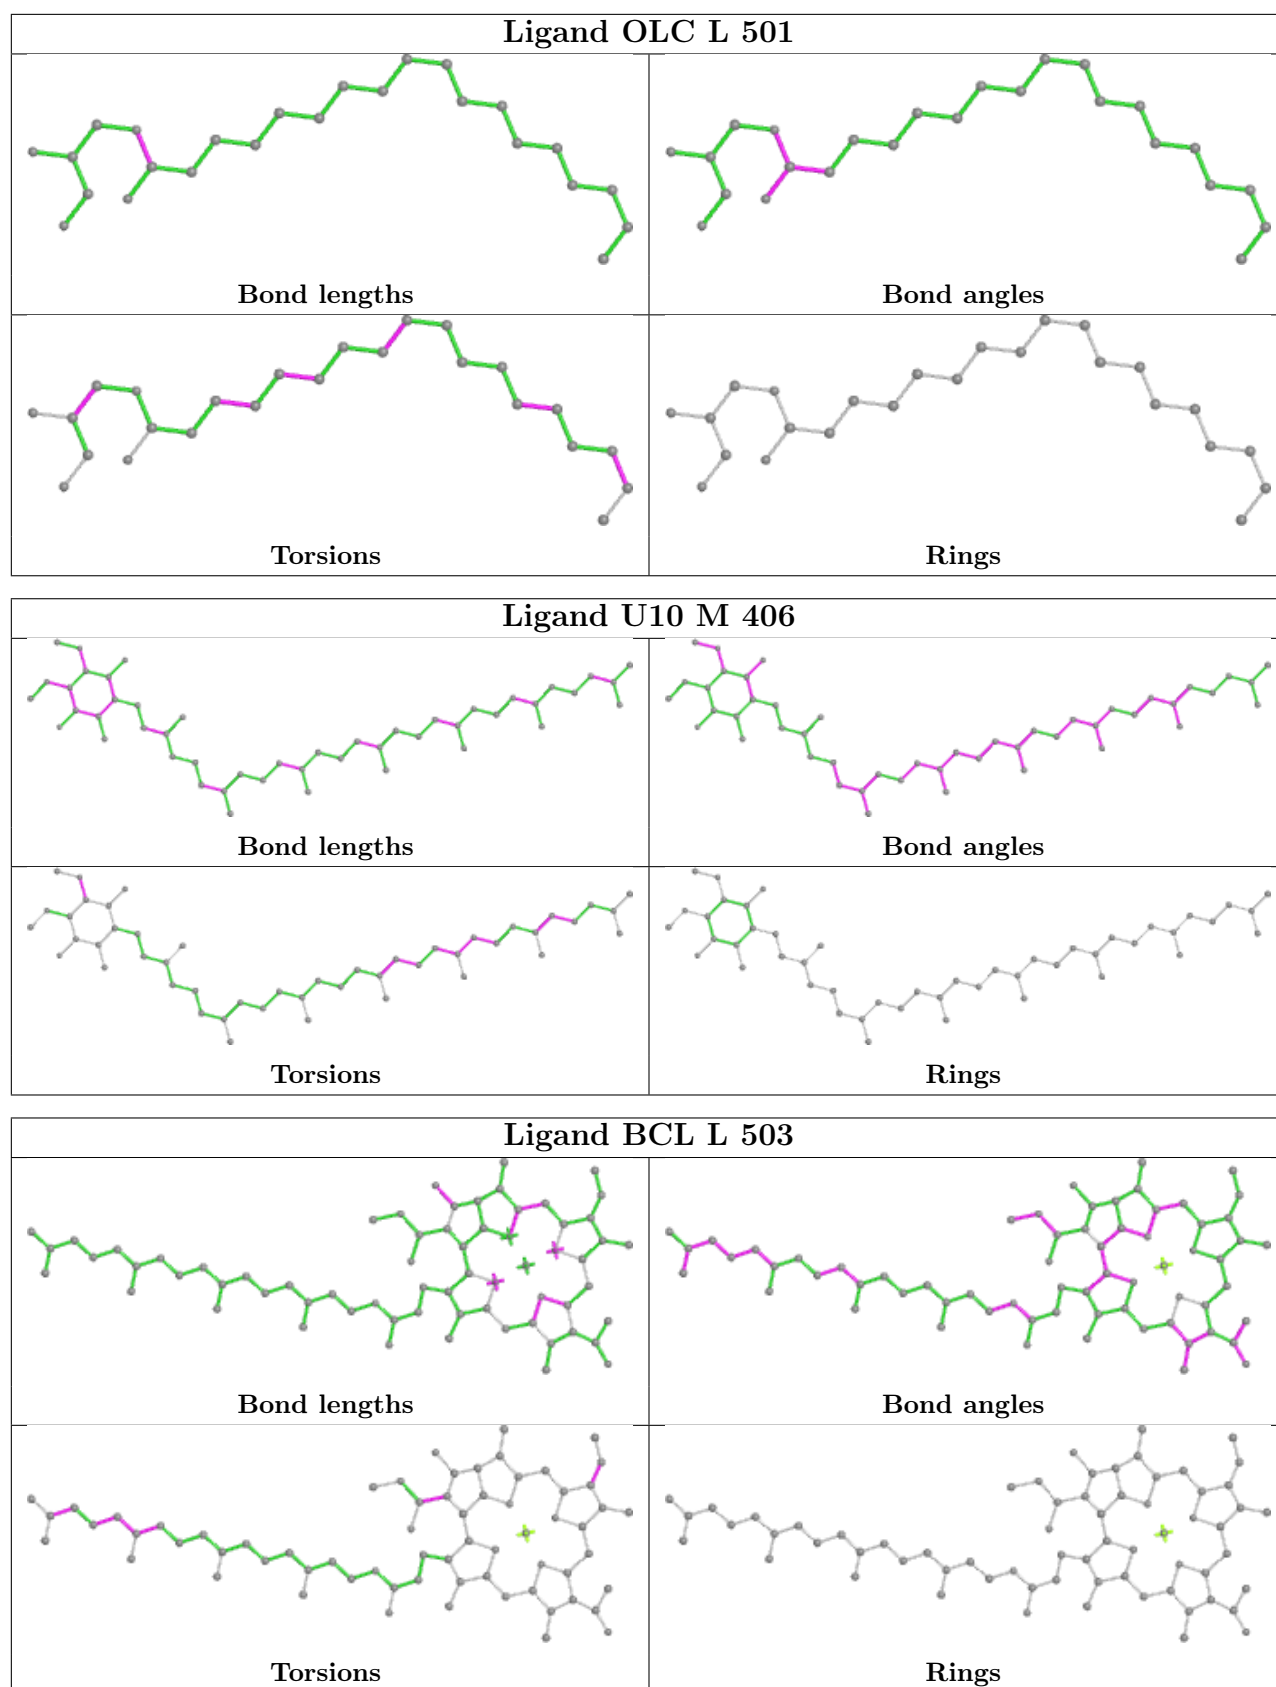 Ligand OLC L 501
Bond lengths
Bond angles
Torsions
Rings
Ligand U10 M 406
Bond lengths
Bond angles
Torsions
Rings
Ligand BCL L 503
Bond lengths
Bond angles
Torsions
Rings